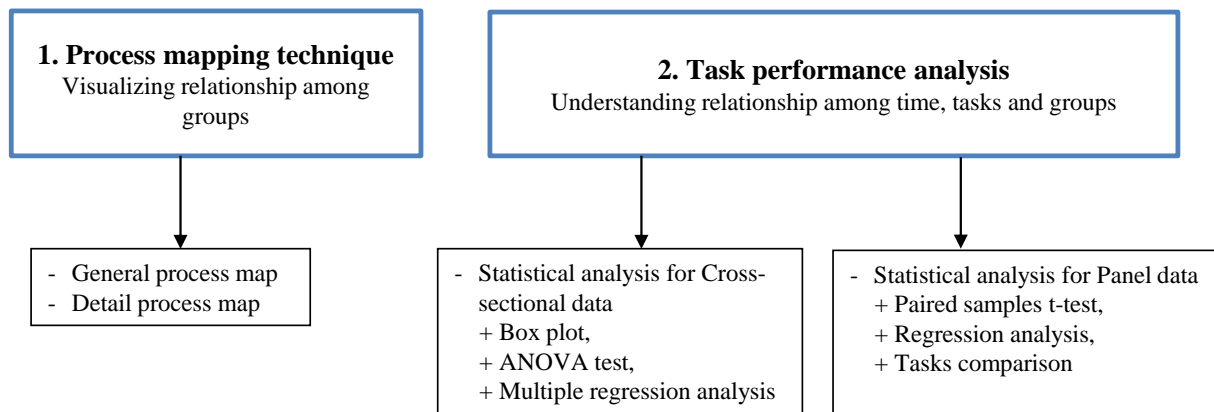 1. Process mapping technique
Visualizing relationship among
groups
2. Task performance analysis
Understanding relationship among time, tasks and groups
- General process map
- Detail process map
- Statistical analysis for Cross-
sectional data
+ Box plot,
+ ANOVA test,
+ Multiple regression analysis
- Statistical analysis for Panel data
+ Paired samples t-test,
+ Regression analysis,
+ Tasks comparison